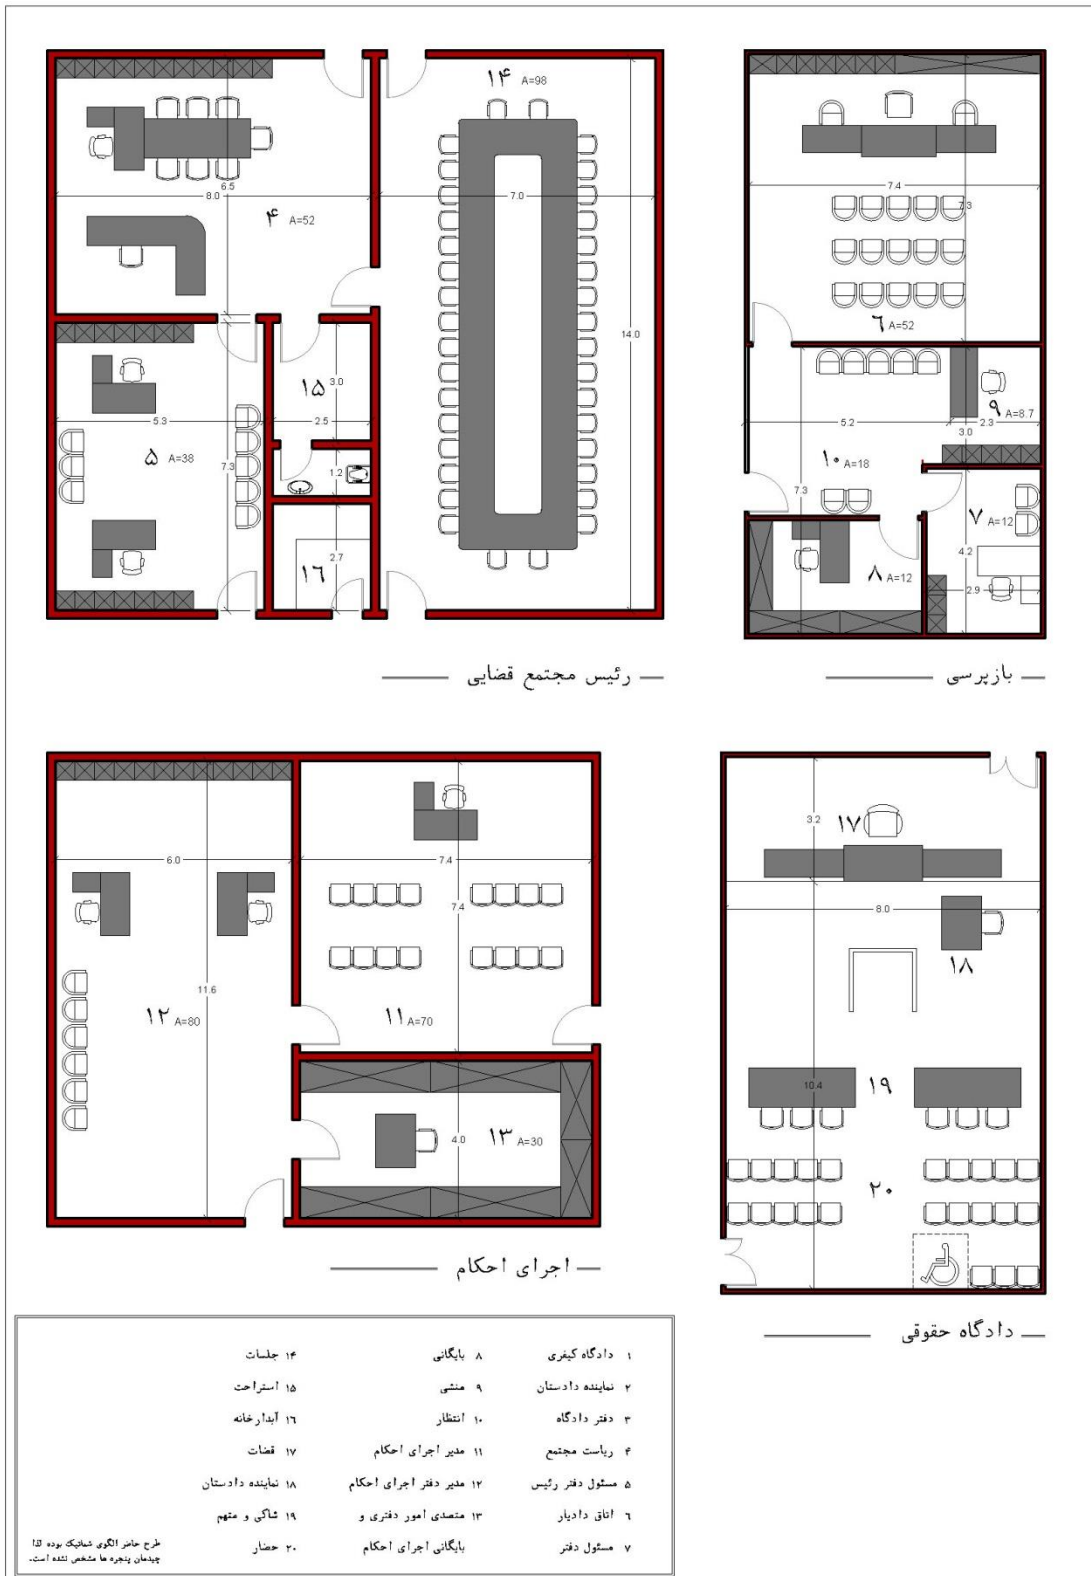 ۱۴ A=98
6.5
8.0
۴ A=52
7.0
14.0
۱۵
3.0
2.5
5.3
۵ A=38
7.3
1.2
2.7
۱۶
رئیس مجتمع قضایی
7.4
7.3
۶ A=52
5.2
۹ A=8.7
2.3
3.0
۱۰ A=18
7.3
۷ A=12
4.2
۸ A=12
2.9
بازپرسی
6.0
7.4
7.4
11.6
۱۲ A=80
۱۱ A=70
4.0
۱۳ A=30
اجرای احکام
3.2
۱۷
8.0
۱۸
10.4
۱۹
۲۰
دادگاه حقوقی
۱ دادگاه کیفری
۲ نماینده دادستان
۳ دفتر دادگاه
۴ ریاست مجتمع
۵ مسئول دفتر رئیس
۶ اتاق دادیار
۷ مسئول دفتر
۸ بایگانی
۹ منشی
۱۰ انتظار
۱۱ مدیر اجرای احکام
۱۲ مدیر دفتر اجرای احکام
۱۳ متصدی امور دفتری و
بایگانی اجرای احکام
۱۴ جلسات
۱۵ استراحت
۱۶ آبدارخانه
۱۷ قضات
۱۸ نماینده دادستان
۱۹ شاکی و متهم
۲۰ حضار
طرح حاضر الگوی شماتیک بوده لذا
چیدمان پنجره ها مشخص نشده است.